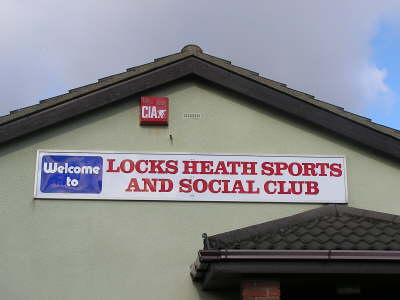 CIA
Welcome
to
LOCKS HEATH SPORTS
AND SOCIAL CLUB